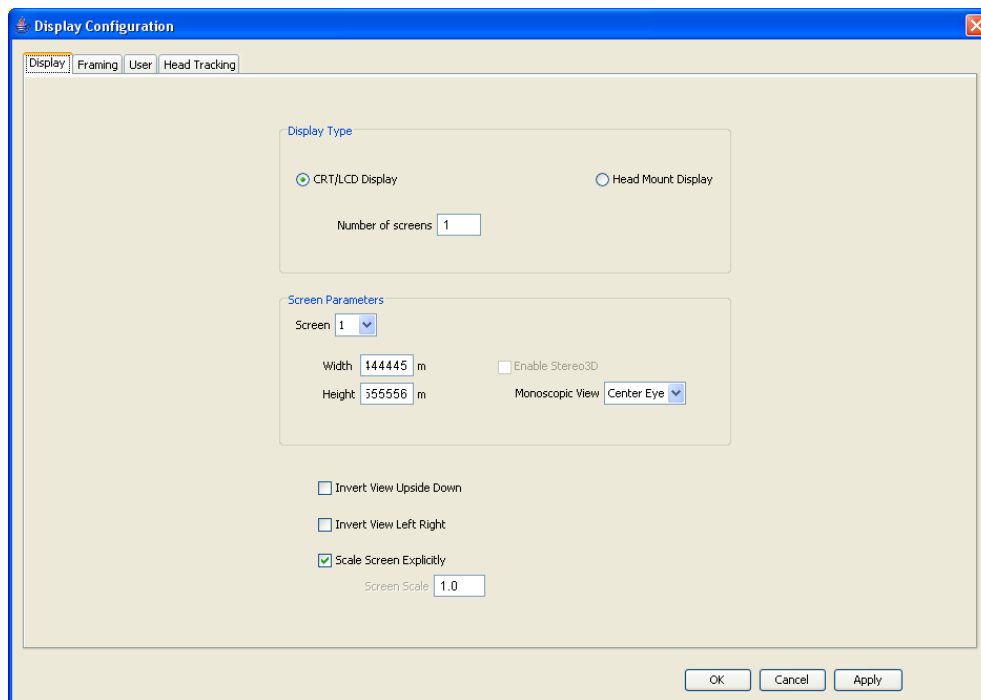 Display Configuration
Display Framing User Head Tracking
Display Type
CRT/LCD Display Head Mount Display
Number of screens 1
Screen Parameters
Screen 1
Width 444445 m Enable Stereo3D
Height 555556 m Monoscopic View Center Eye
Invert View Upside Down
Invert View Left Right
Scale Screen Explicitly
Screen Scale 1.0
OK Cancel Apply